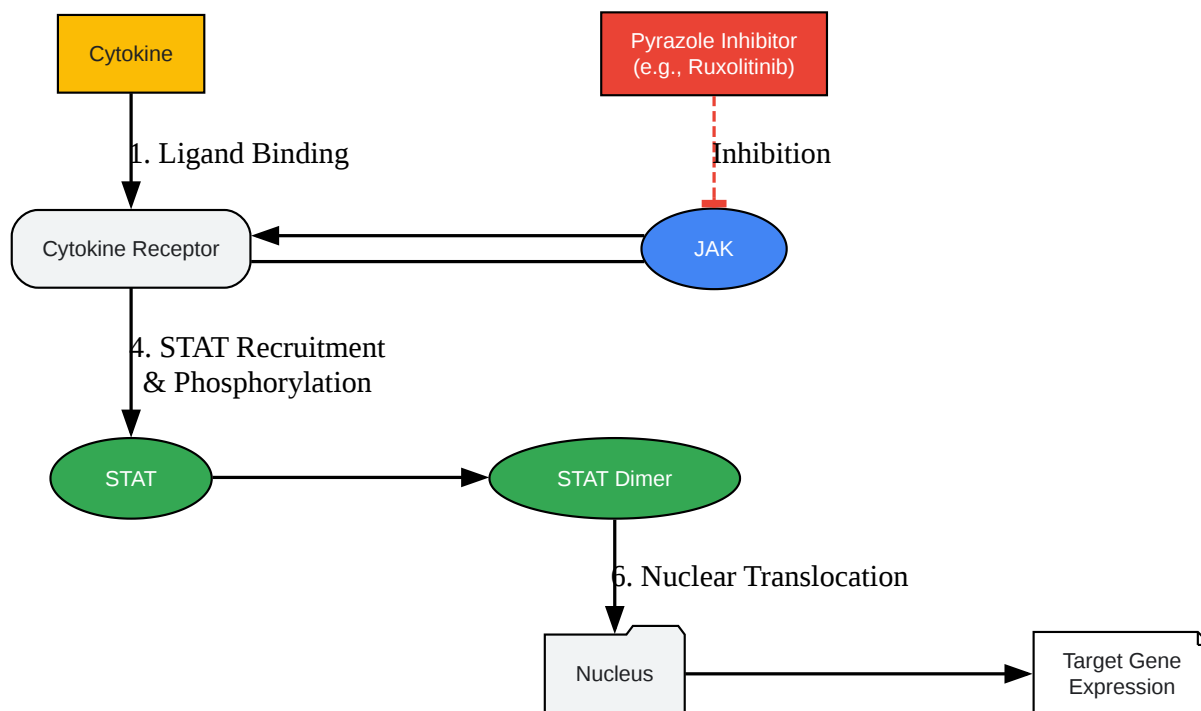 Cytokine
Pyrazole Inhibitor
(e.g., Ruxolitinib)
1. Ligand Binding
Inhibition
Cytokine Receptor
JAK
4. STAT Recruitment
& Phosphorylation
STAT
STAT Dimer
6. Nuclear Translocation
Nucleus
Target Gene
Expression